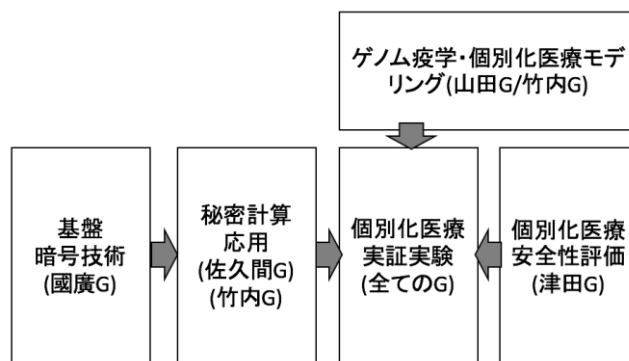 ゲノム疫学・個別化医療モデ
リング(山田G/竹内G)
基盤
暗号技術
(國廣G)
秘密計算
応用
(佐久間G)
(竹内G)
個別化医療
実証実験
(全てのG)
個別化医療
安全性評価
(津田G)